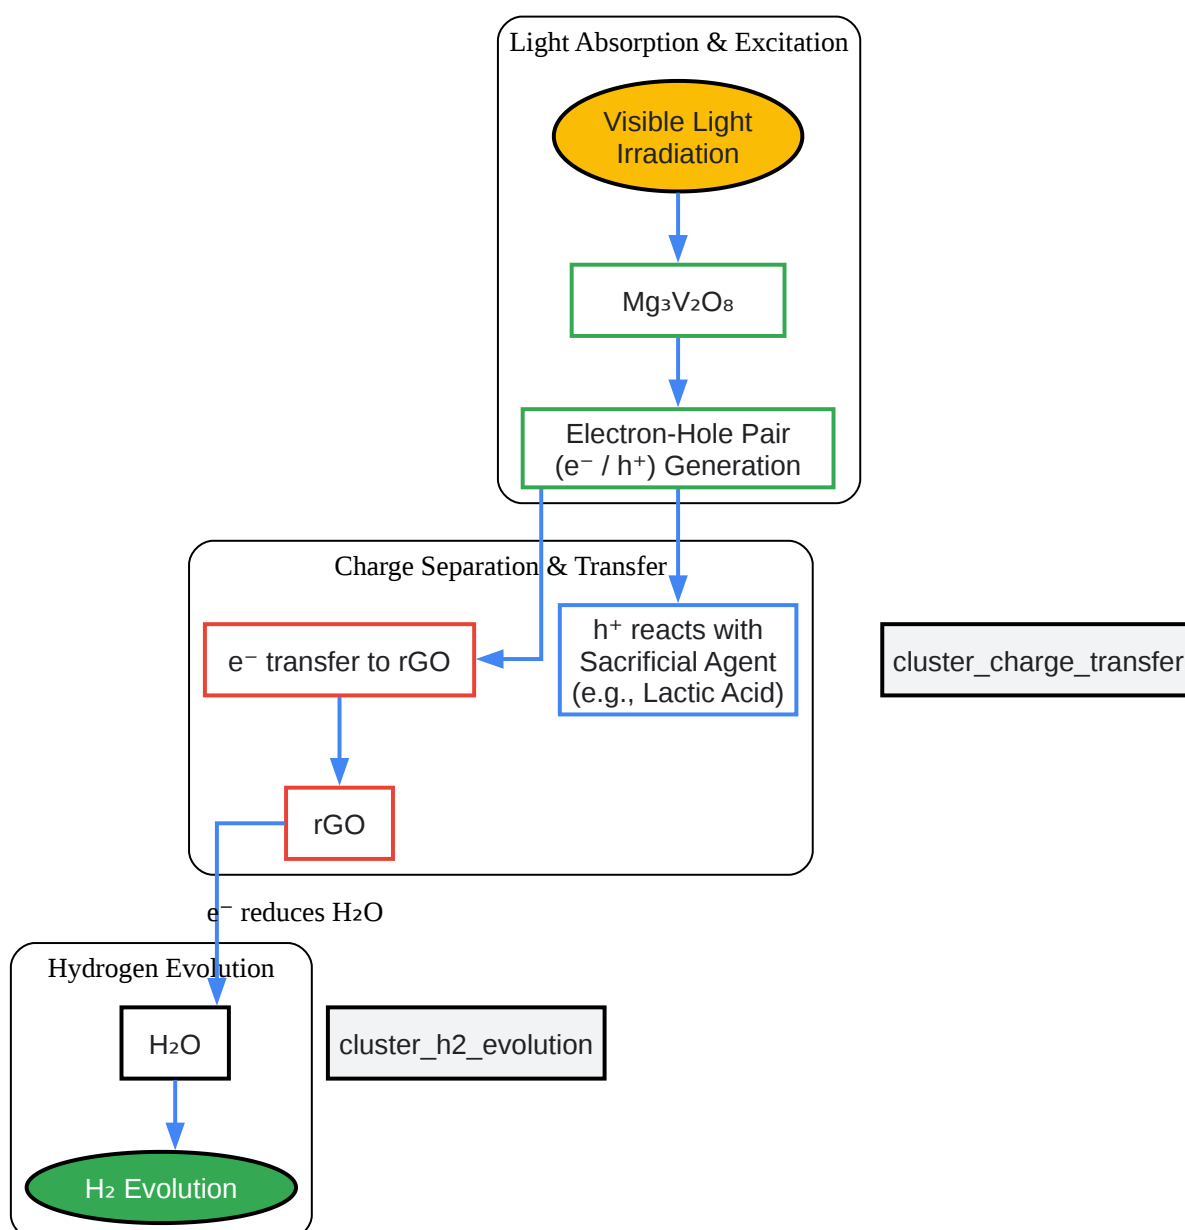 Light Absorption & Excitation
Visible Light
Irradiation
Mg₃V₂O₈
Electron-Hole Pair
(e⁻ / h⁺) Generation
Charge Separation & Transfer
e⁻ transfer to rGO
h⁺ reacts with
Sacrificial Agent
(e.g., Lactic Acid)
cluster_charge_transfer
rGO
e⁻ reduces H₂O
Hydrogen Evolution
H₂O
cluster_h2_evolution
H₂ Evolution